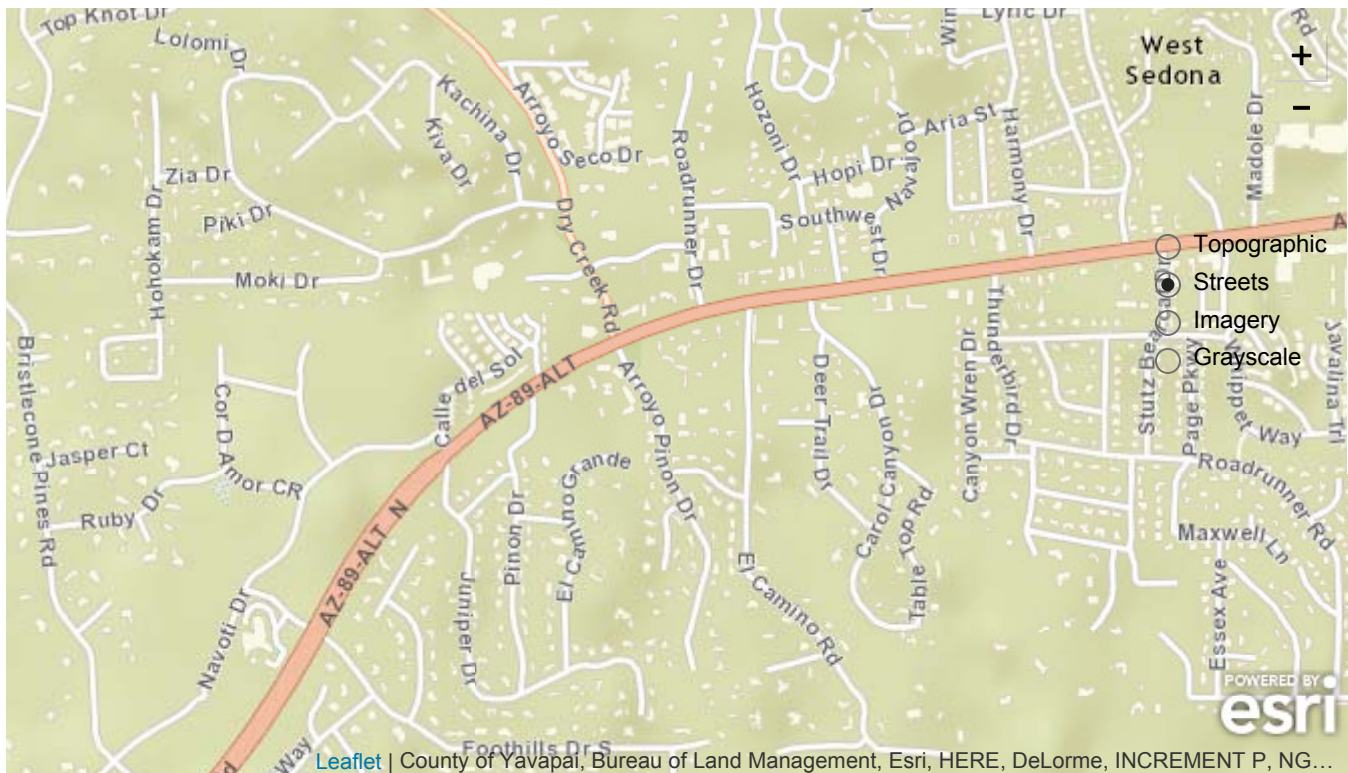 Top Knot Dr
Lolomi Dr
Lyric Dr
Win
Rd
West
Sedona
+
−
Kachina Dr
Kiva Dr
Arroyo Seco Dr
Roadrunner Dr
Hozoni Dr
Hopi Dr
Navajo Dr
Aria St
Harmony Dr
Madole Dr
Hohokam Dr
Zia Dr
Piki Dr
Moki Dr
Dry Creek Rd
Southwest Dr
A
Topographic
Streets
Imagery
Grayscale
Bristlecone Pines Rd
Cor D Amor CR
Jasper Ct
Ruby Dr
Calle del Sol
AZ-89-ALT
AZ-89-ALT N
Arroyo Pinon Dr
Deer Trail Dr
Carol Canyon Dr
Table Top Rd
Canyon Wren Dr
Thunderbird Dr
Page Pkwy
Javalina Trl
Way
Roadrunner Rd
Maxwell Ln
Essex Ave
Pinon Dr
El Camino Grande
Juniper Dr
El Camino Rd
Navoti Dr
Way
Foothills Dr S
POWERED BY
esri
Leaflet | County of Yavapai, Bureau of Land Management, Esri, HERE, DeLorme, INCREMENT P, NG…